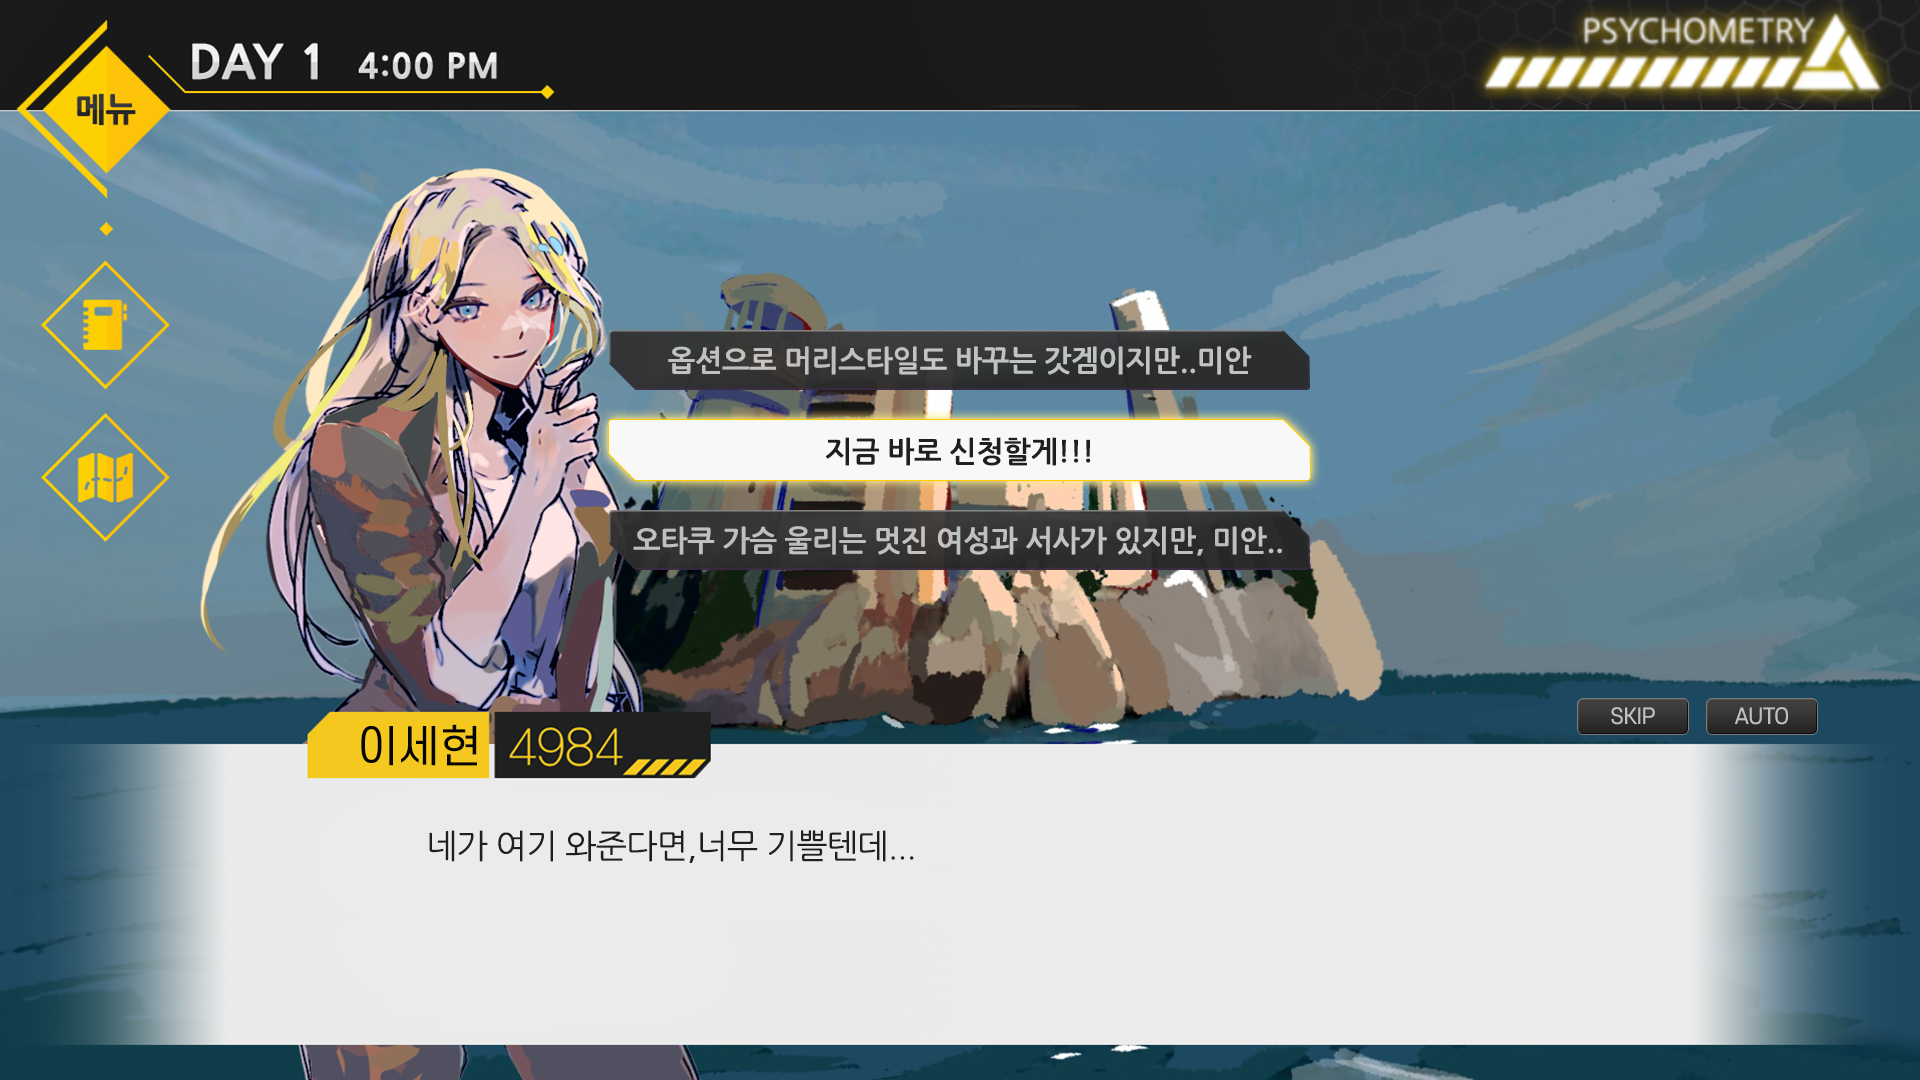 DAY 1 4:00 PM
PSYCHOMETRY
메뉴
옵션으로 머리스타일도 바꾸는 갓겜이지만..미안
지금 바로 신청할게!!!
오타쿠 가슴 울리는 멋진 여성과 서사가 있지만, 미안..
SKIP AUTO
이세현 4984
네가 여기 와준다면,너무 기쁠텐데...